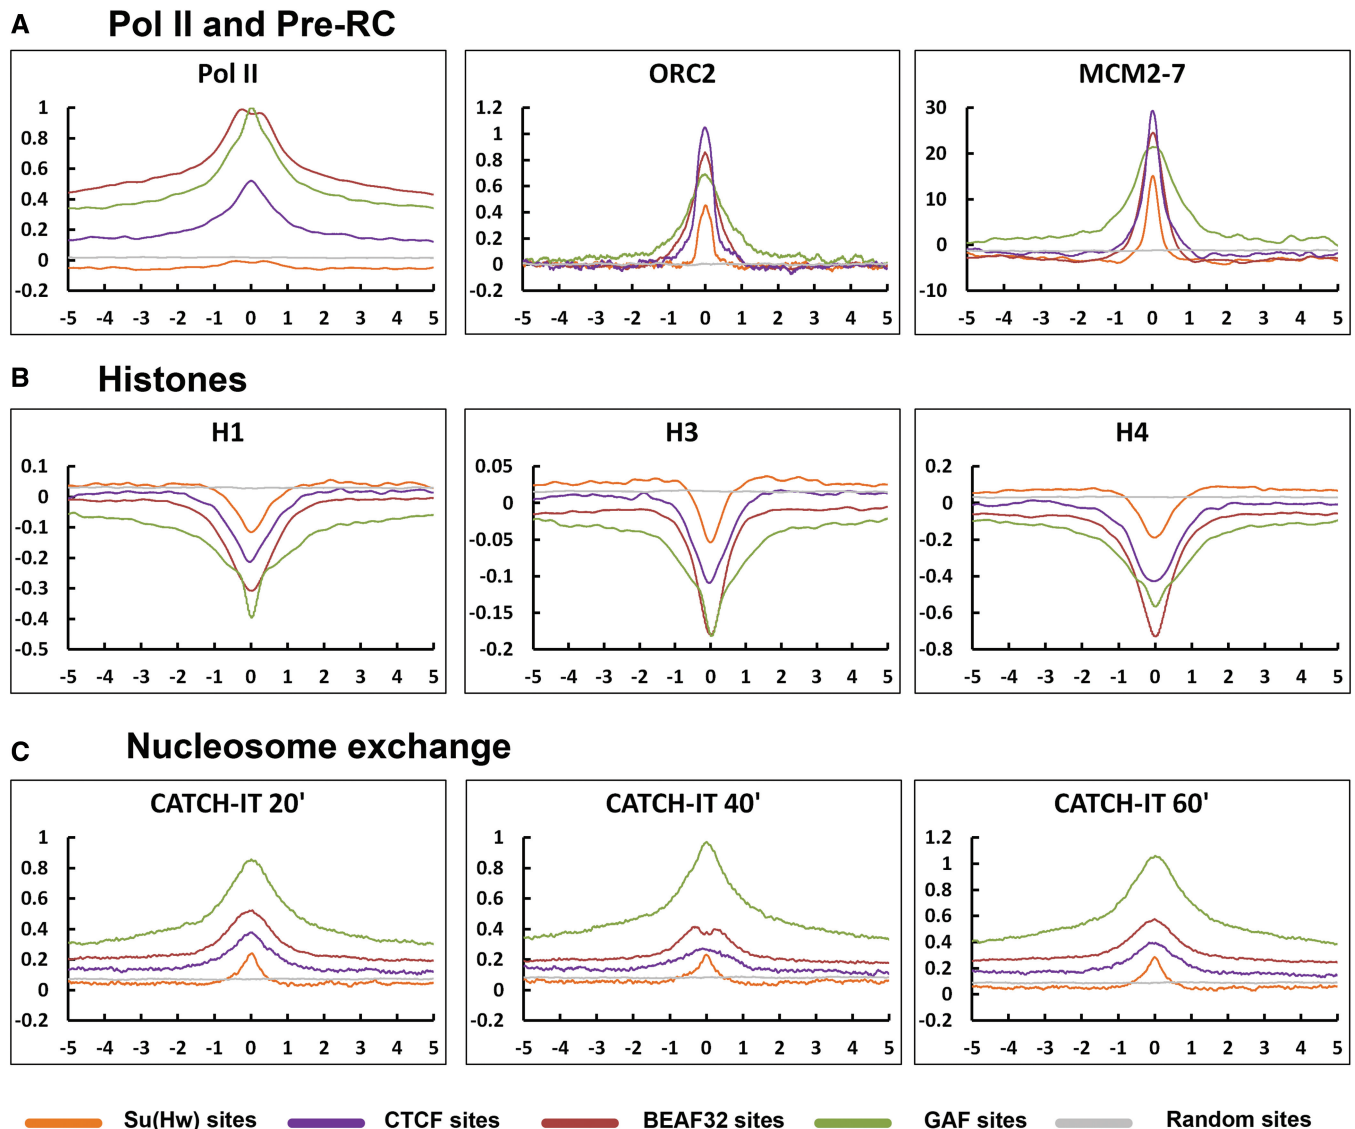 A Pol II and Pre-RC
Pol II
1
0.8
0.6
0.4
0.2
0
-0.2
-5 -4 -3 -2 -1 0 1 2 3 4 5
ORC2
1.2
1
0.8
0.6
0.4
0.2
0
-0.2
-5 -4 -3 -2 -1 0 1 2 3 4 5
MCM2-7
30
20
10
0
-10
-5 -4 -3 -2 -1 0 1 2 3 4 5
B Histones
H1
0.1
0
-0.1
-0.2
-0.3
-0.4
-0.5
-5 -4 -3 -2 -1 0 1 2 3 4 5
H3
0.05
0
-0.05
-0.1
-0.15
-0.2
-5 -4 -3 -2 -1 0 1 2 3 4 5
H4
0.2
0
-0.2
-0.4
-0.6
-0.8
-5 -4 -3 -2 -1 0 1 2 3 4 5
C Nucleosome exchange
CATCH-IT 20'
1
0.8
0.6
0.4
0.2
0
-0.2
-5 -4 -3 -2 -1 0 1 2 3 4 5
CATCH-IT 40'
1
0.8
0.6
0.4
0.2
0
-0.2
-5 -4 -3 -2 -1 0 1 2 3 4 5
CATCH-IT 60'
1.2
1
0.8
0.6
0.4
0.2
0
-0.2
-5 -4 -3 -2 -1 0 1 2 3 4 5
Su(Hw) sites CTCF sites BEAF32 sites GAF sites Random sites